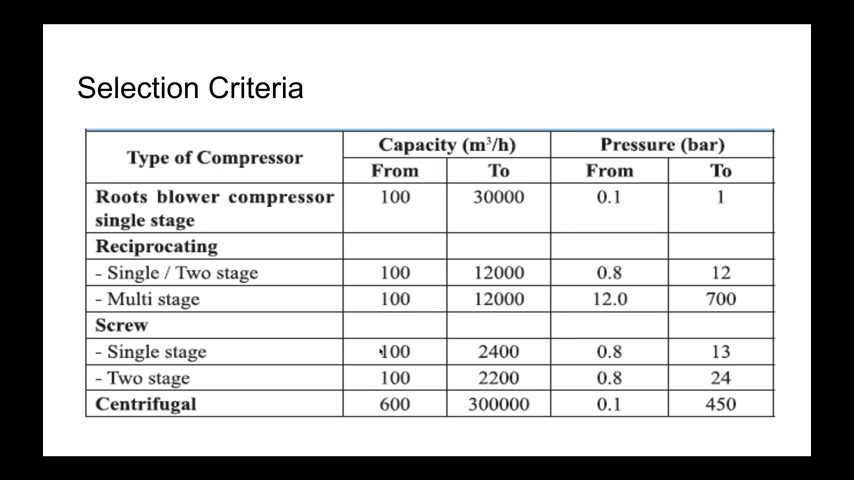 Selection Criteria
Type of Compressor Capacity (m³/h) Pressure (bar)
From To From To
Roots blower compressor single stage 100 30000 0.1 1
Reciprocating
- Single / Two stage 100 12000 0.8 12
- Multi stage 100 12000 12.0 700
Screw
- Single stage 100 2400 0.8 13
- Two stage 100 2200 0.8 24
Centrifugal 600 300000 0.1 450